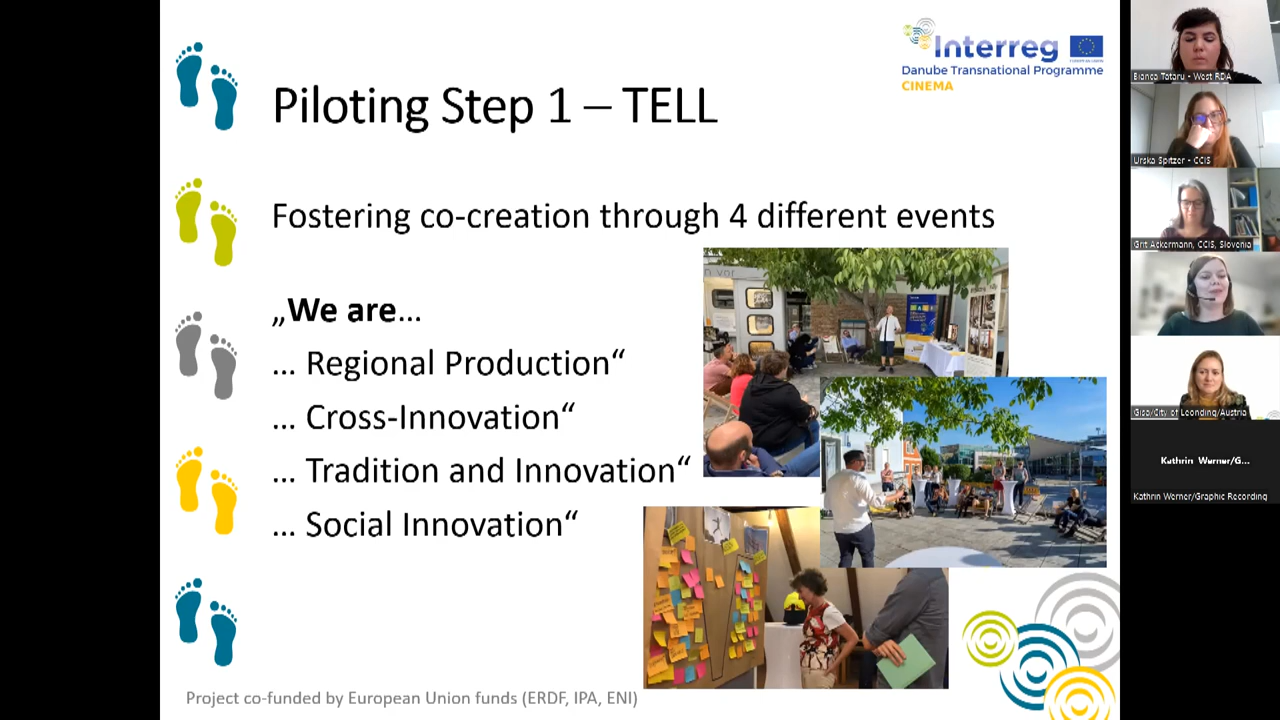 Interreg
EUROPEAN UNION
Danube Transnational Programme
CINEMA
Piloting Step 1 – TELL
Fostering co-creation through 4 different events
„We are…
… Regional Production“
… Cross-Innovation“
… Tradition and Innovation“
… Social Innovation“
Project co-funded by European Union funds (ERDF, IPA, ENI)
Bianca Tataru - West RDA
Urska Spitzer - CCIS
Grit Ackermann, CCIS, Slovenia
Gisa/City of Leonding/Austria
Kathrin Werner/G...
Kathrin Werner/Graphic Recording